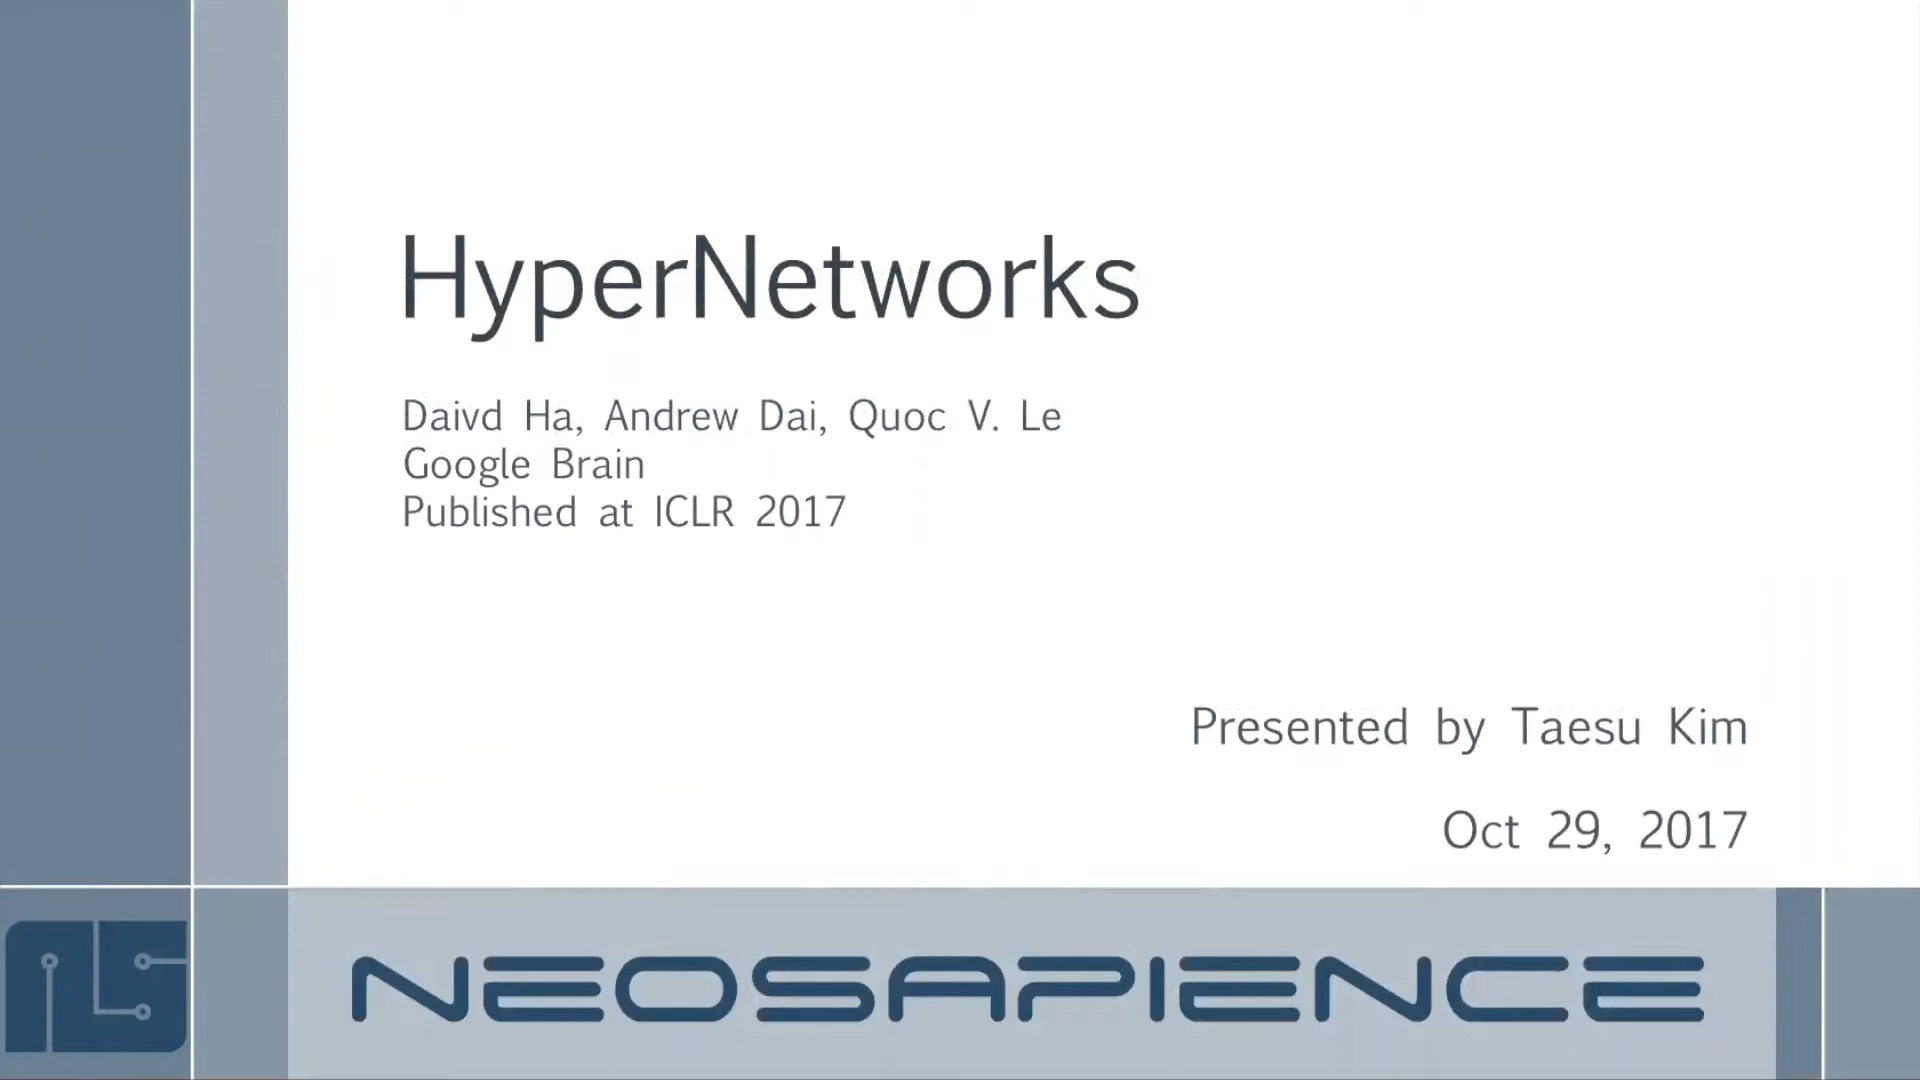 HyperNetworks
Daivd Ha, Andrew Dai, Quoc V. Le
Google Brain
Published at ICLR 2017
Presented by Taesu Kim
Oct 29, 2017
NEOSAPIENCE